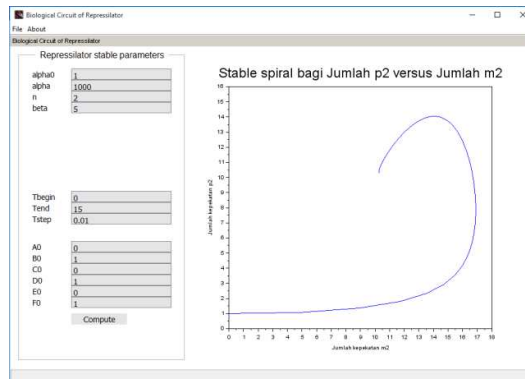 Biological Circuit of Repressilator
File About
Biological Circuit of Repressilator
Repressilator stable parameters
alpha0 1
alpha 1000
n 2
beta 5
Tbegin 0
Tend 15
Tstep 0.01
A0 0
B0 1
C0 0
D0 1
E0 0
F0 1
Compute
Stable spiral bagi Jumlah p2 versus Jumlah m2
16
15
14
13
12
11
10
9
8
7
6
5
4
3
2
1
0
Jumlah kepekatan p2
0 1 2 3 4 5 6 7 8 9 10 11 12 13 14 15 16 17 18
Jumlah kepekatan m2